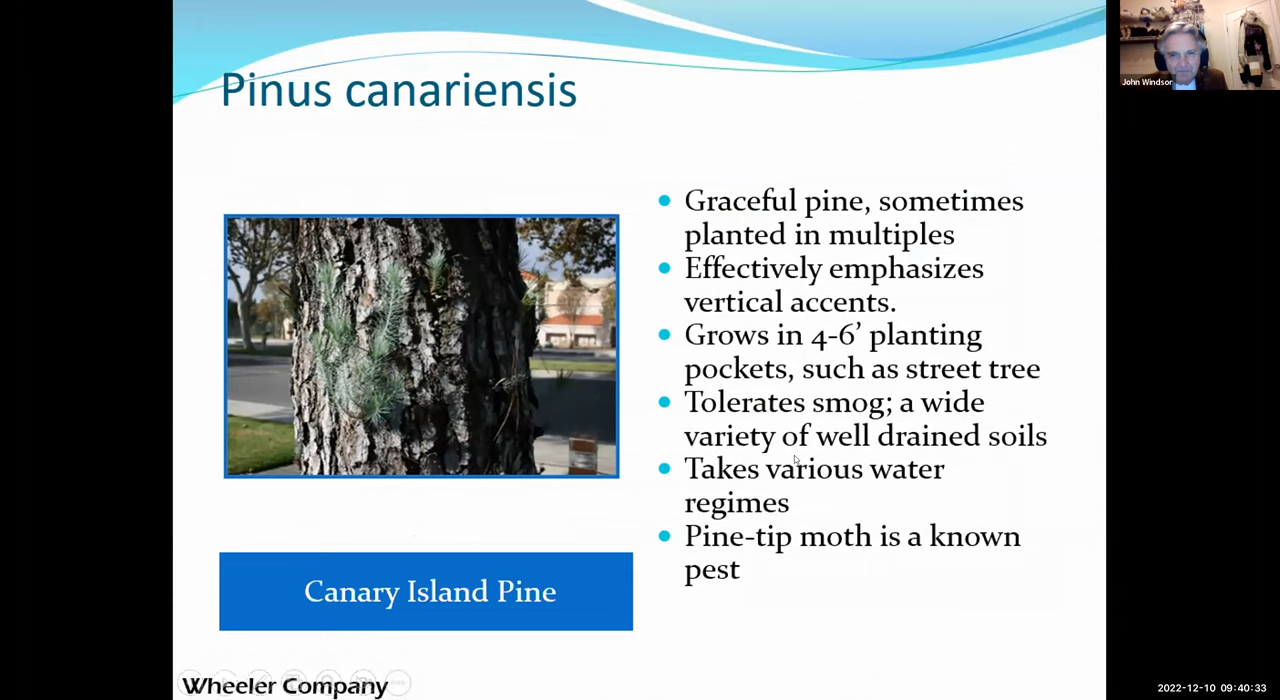 Pinus canariensis
John Windsor
Graceful pine, sometimes
planted in multiples
Effectively emphasizes
vertical accents.
Grows in 4-6’ planting
pockets, such as street tree
Tolerates smog; a wide
variety of well drained soils
Takes various water
regimes
Pine-tip moth is a known
pest
Canary Island Pine
Wheeler Company
2022-12-10 09:40:33